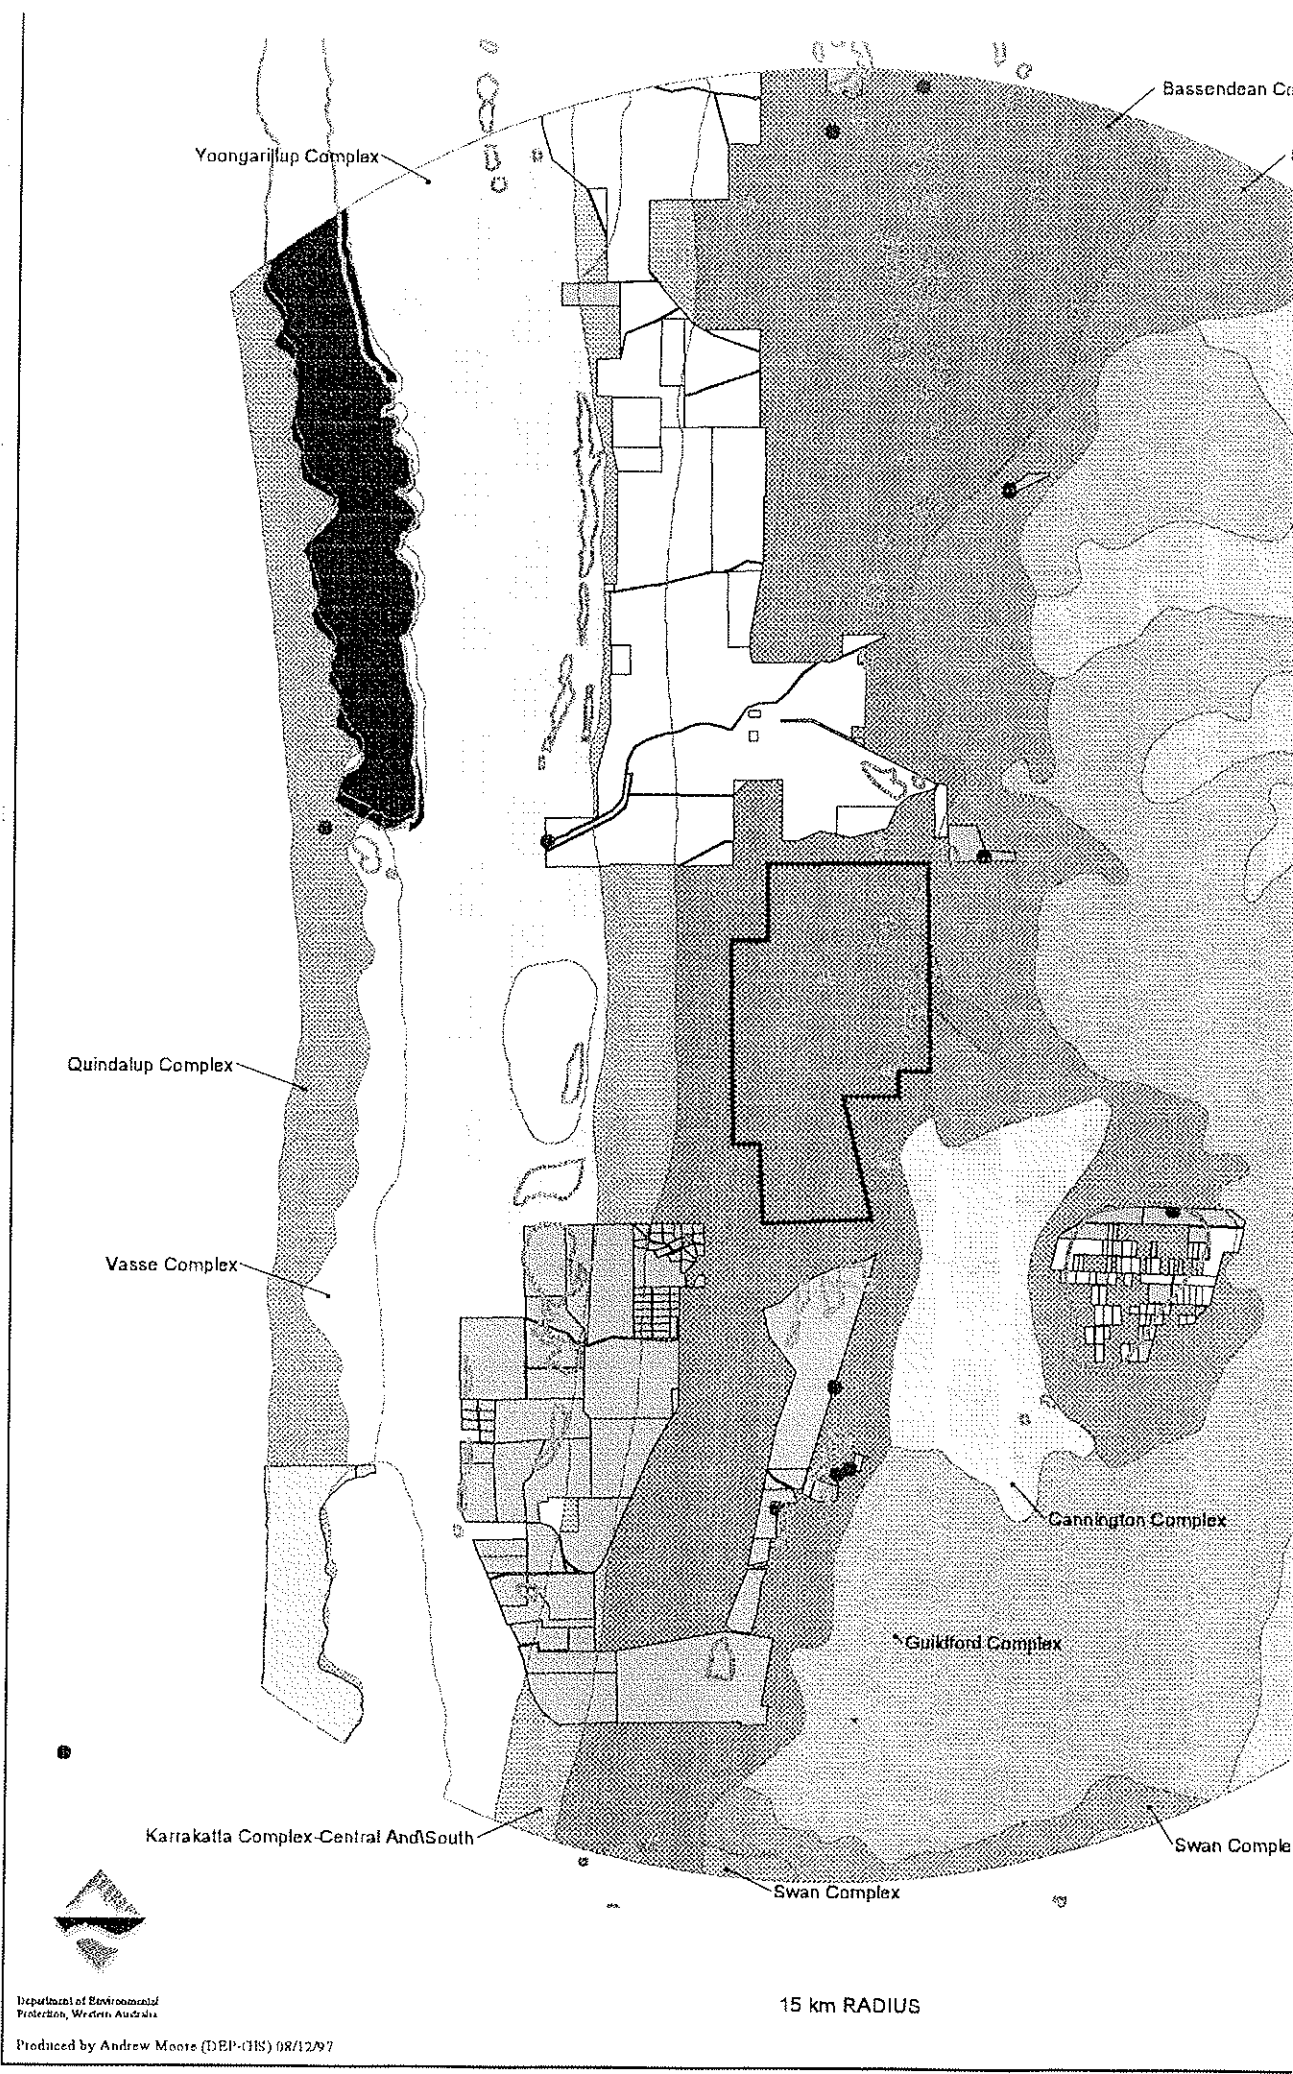 Bassendean Co
Yoongarillup Complex
Quindalup Complex
Vasse Complex
Cannington Complex
Guildford Complex
Karrakatta Complex-Central And\South
Swan Comple
Swan Complex
Department of Environmental
Protection, Western Australia
15 km RADIUS
Produced by Andrew Moore (DEP-GIS) 08/12/97